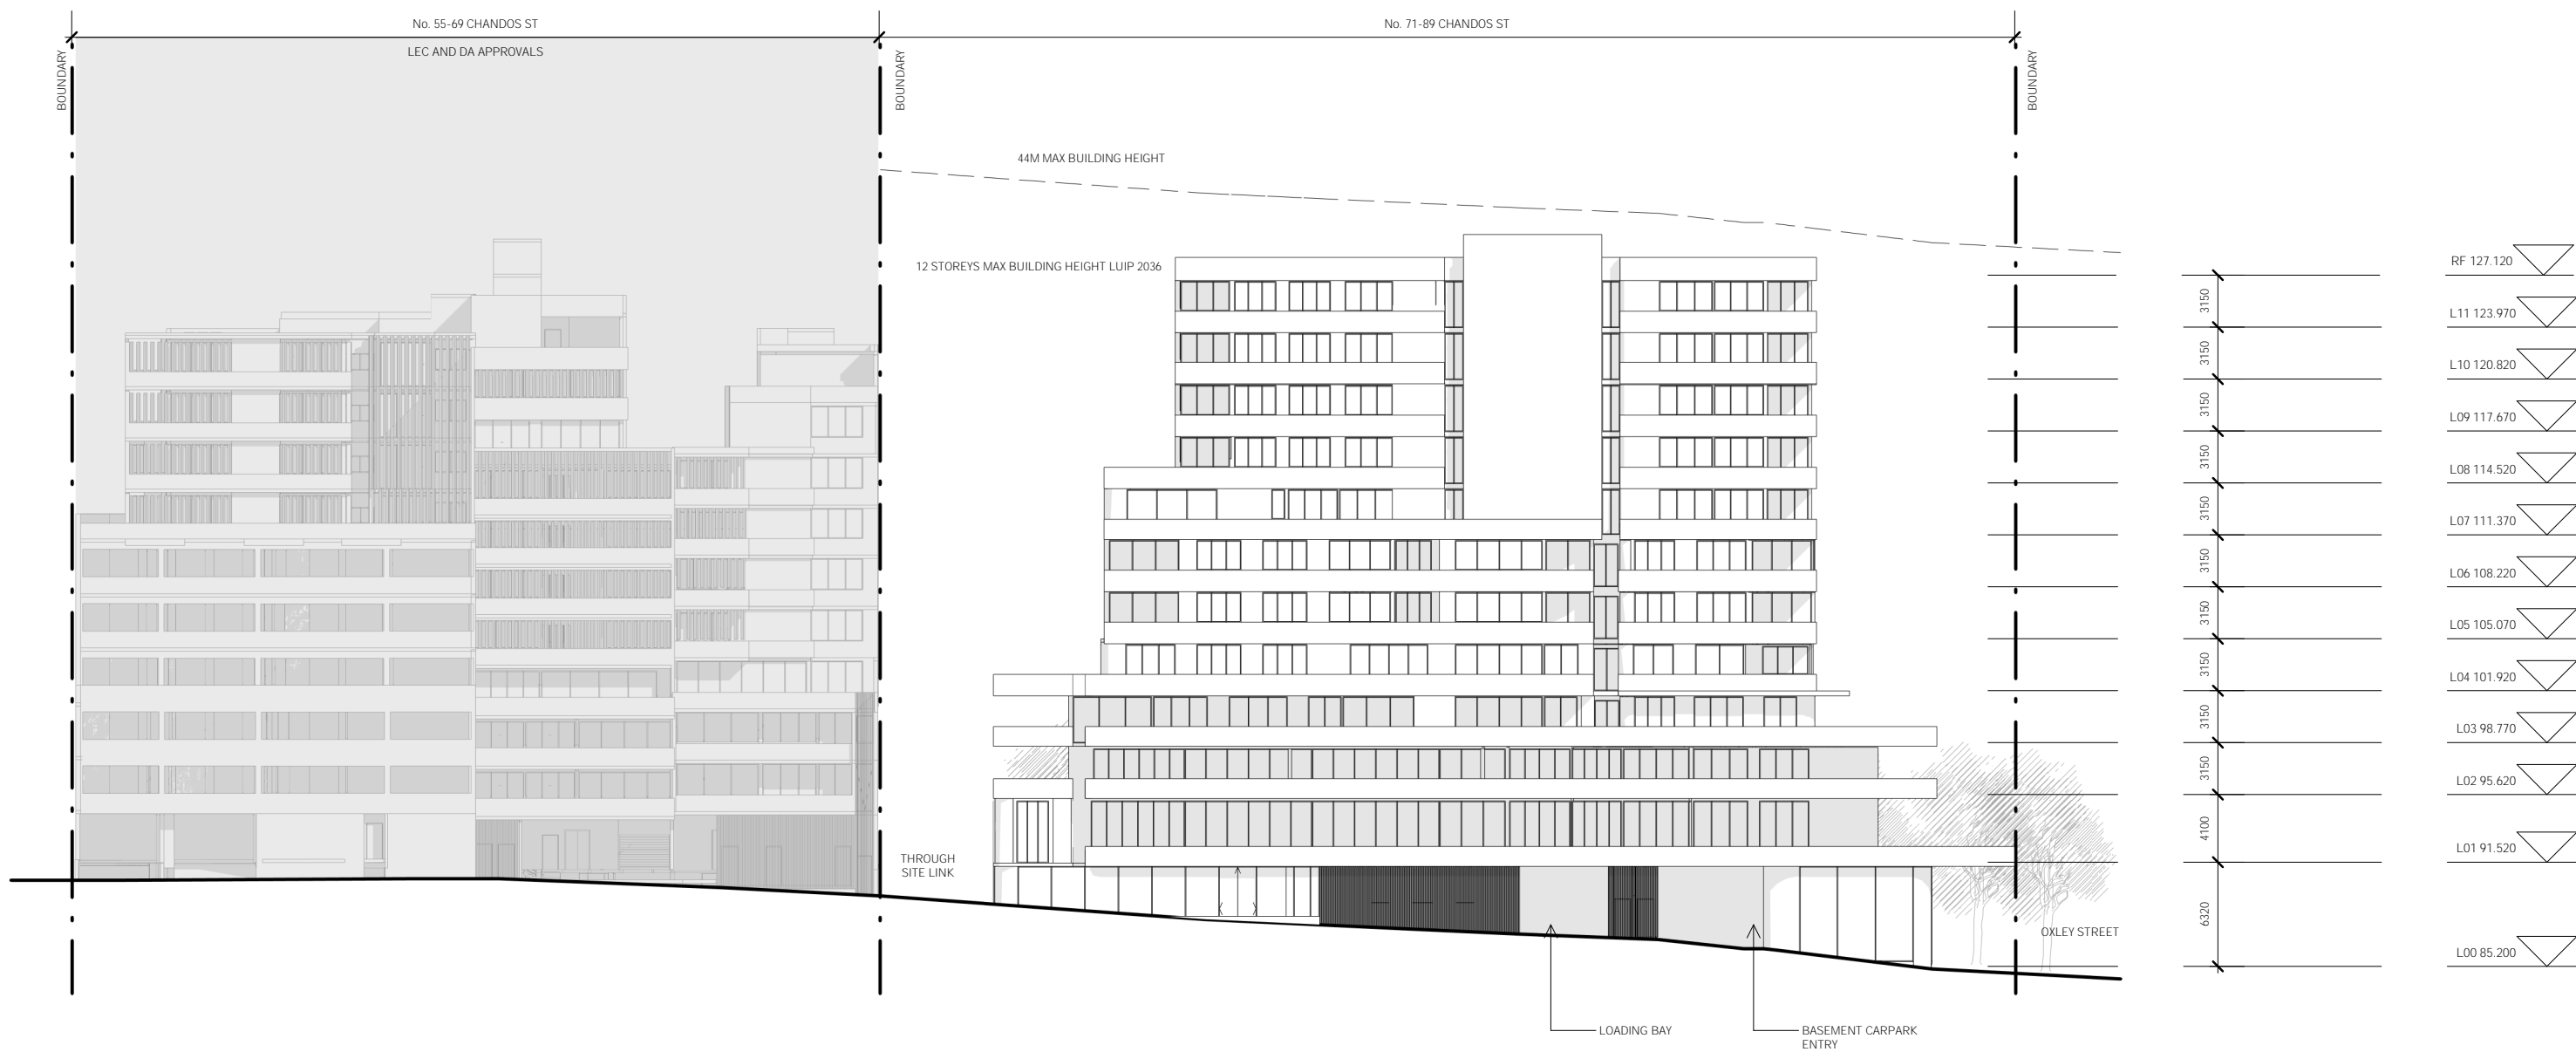 No. 55-69 CHANDOS ST
No. 71-89 CHANDOS ST
LEC AND DA APPROVALS
BOUNDARY
BOUNDARY
BOUNDARY
44M MAX BUILDING HEIGHT
12 STOREYS MAX BUILDING HEIGHT LUIP 2036
RF 127.120
3150
L11 123.970
3150
L10 120.820
3150
L09 117.670
3150
L08 114.520
3150
L07 111.370
3150
L06 108.220
3150
L05 105.070
3150
L04 101.920
3150
L03 98.770
3150
L02 95.620
4100
L01 91.520
6320
L00 85.200
THROUGH
SITE LINK
OXLEY STREET
LOADING BAY
BASEMENT CARPARK
ENTRY